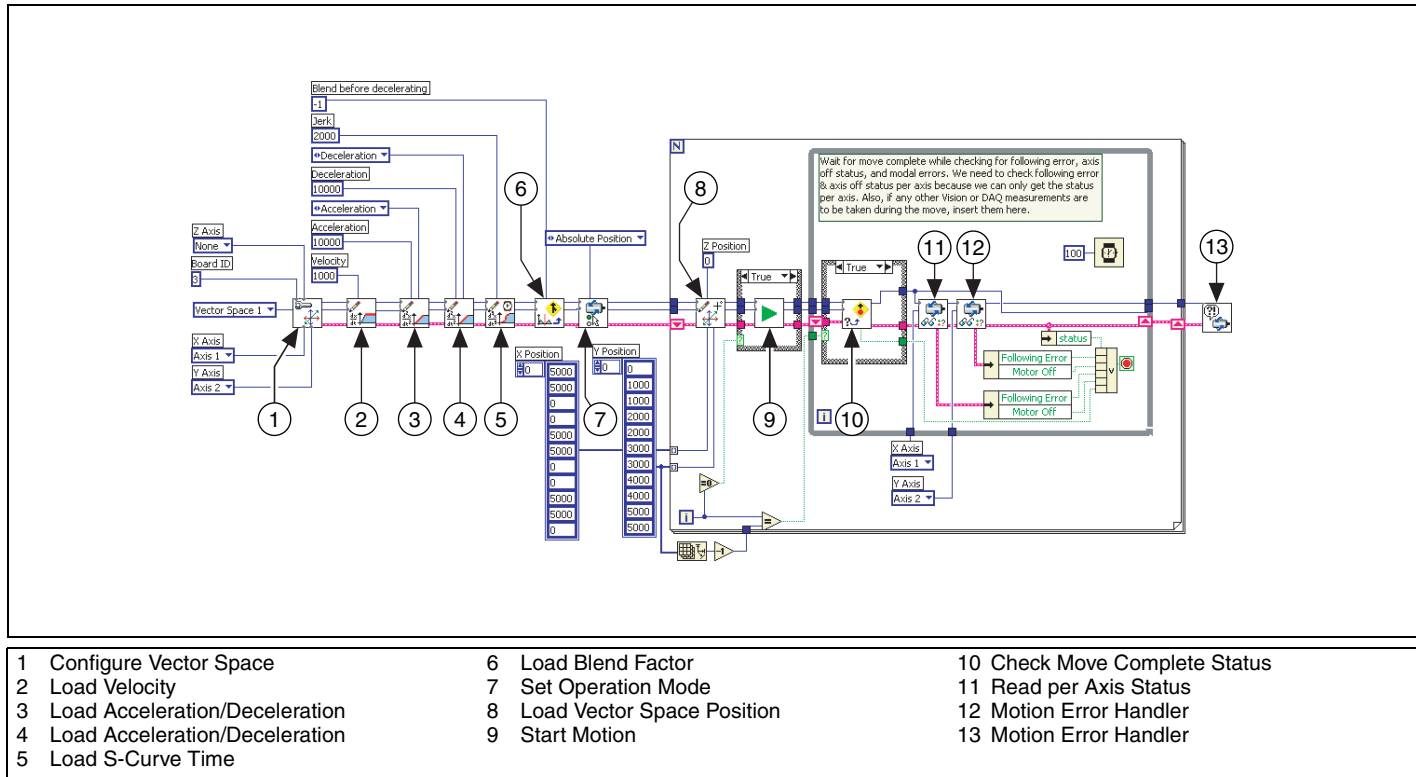 Blend before decelerating
-1
Jerk
2000
Deceleration
Deceleration
10000
Acceleration
Acceleration
10000
Velocity
1000
Z Axis
None
Board ID
3
Vector Space 1
X Axis
Axis 1
Y Axis
Axis 2
1
2
3
4
5
6
Absolute Position
7
X Position
0
5000
5000
0
0
5000
5000
0
0
5000
5000
0
Y Position
0
0
1000
1000
2000
2000
3000
3000
4000
4000
5000
5000
N
8
Z Position
0
True
9
=0
i
=
-1
Wait for move complete while checking for following error, axis
off status, and modal errors. We need to check following error
& axis off status per axis because we can only get the status
per axis. Also, if any other Vision or DAQ measurements are
to be taken during the move, insert them here.
True
10
11
12
100
status
Following Error
Motor Off
Following Error
Motor Off
i
X Axis
Axis 1
Y Axis
Axis 2
13
1 Configure Vector Space
2 Load Velocity
3 Load Acceleration/Deceleration
4 Load Acceleration/Deceleration
5 Load S-Curve Time
6 Load Blend Factor
7 Set Operation Mode
8 Load Vector Space Position
9 Start Motion
10 Check Move Complete Status
11 Read per Axis Status
12 Motion Error Handler
13 Motion Error Handler